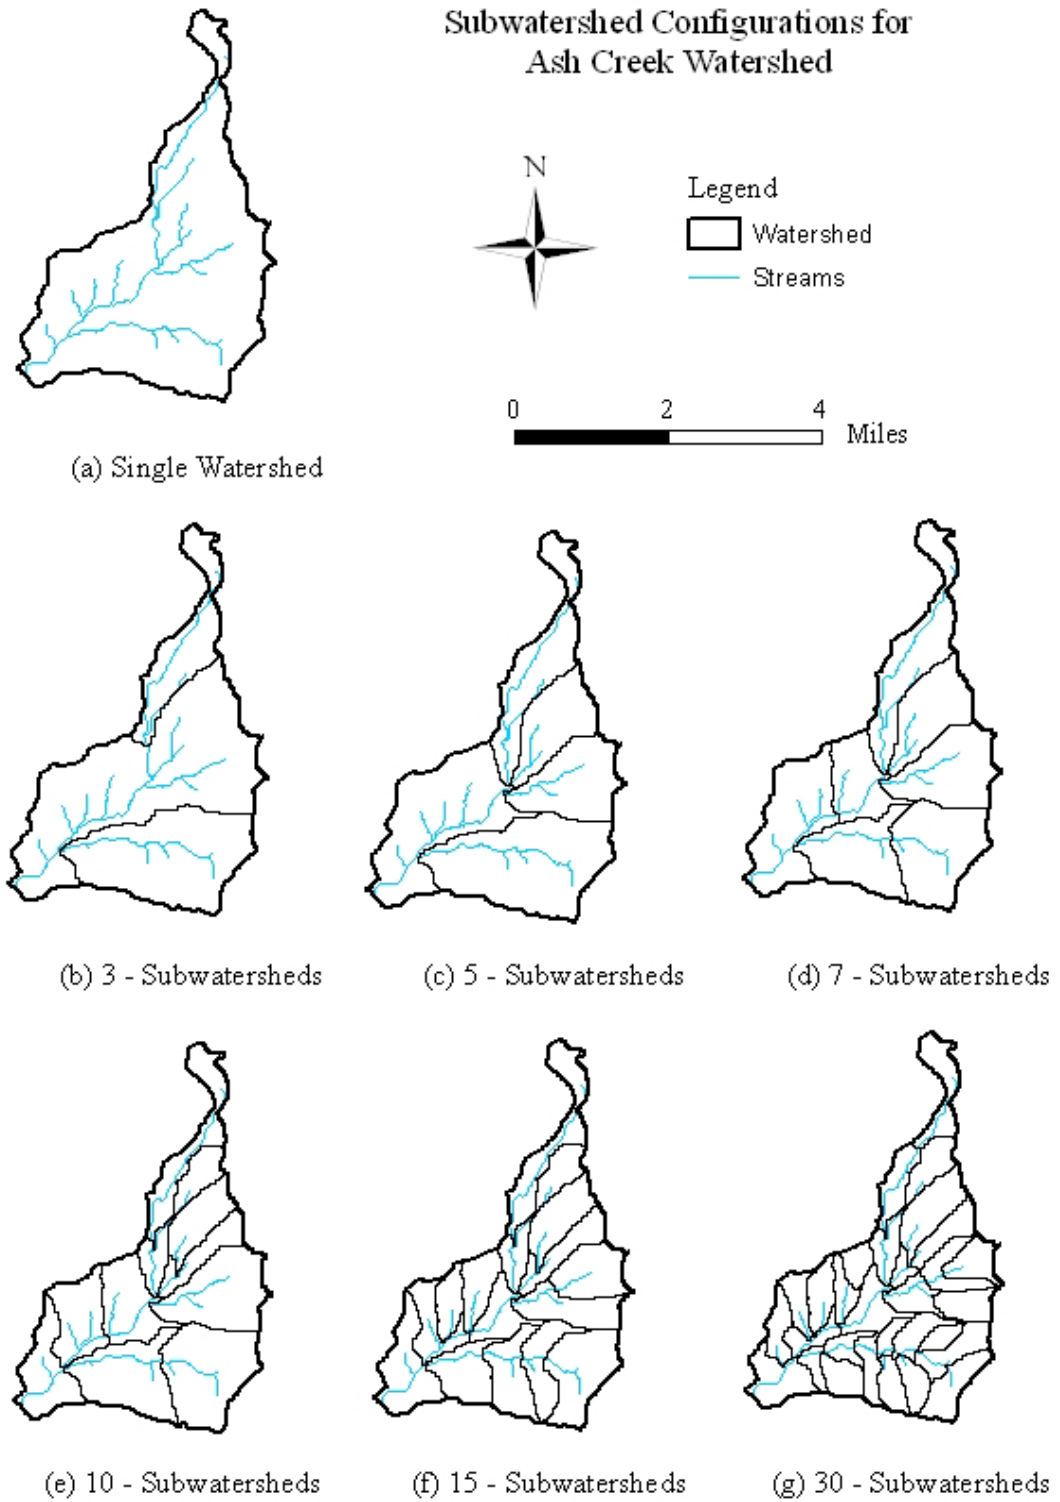 Subwatershed Configurations for
Ash Creek Watershed
N
Legend
Watershed
Streams
0 2 4
Miles
(a) Single Watershed
(b) 3 - Subwatersheds
(c) 5 - Subwatersheds
(d) 7 - Subwatersheds
(e) 10 - Subwatersheds
(f) 15 - Subwatersheds
(g) 30 - Subwatersheds